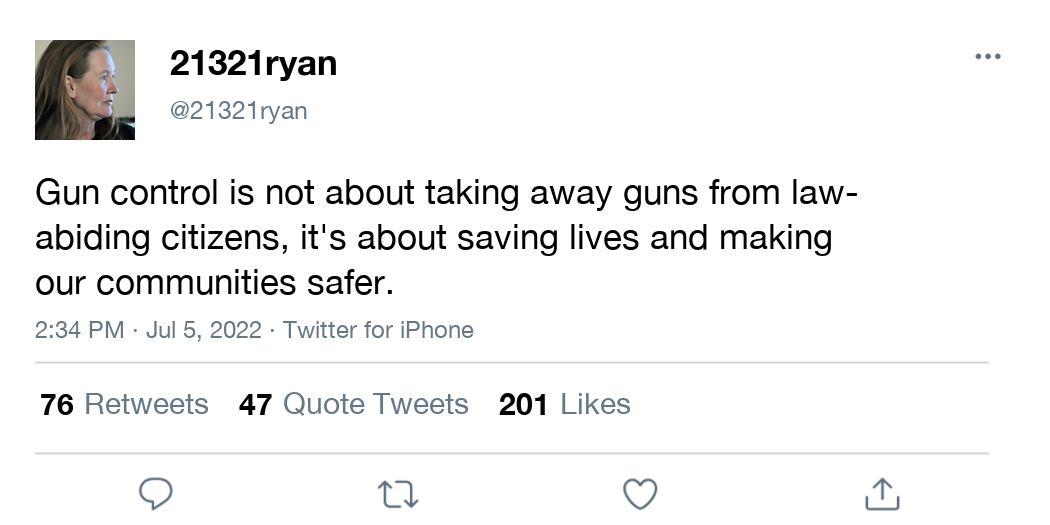 21321ryan
@21321ryan
Gun control is not about taking away guns from law-
abiding citizens, it's about saving lives and making
our communities safer.
2:34 PM · Jul 5, 2022 · Twitter for iPhone
76 Retweets 47 Quote Tweets 201 Likes